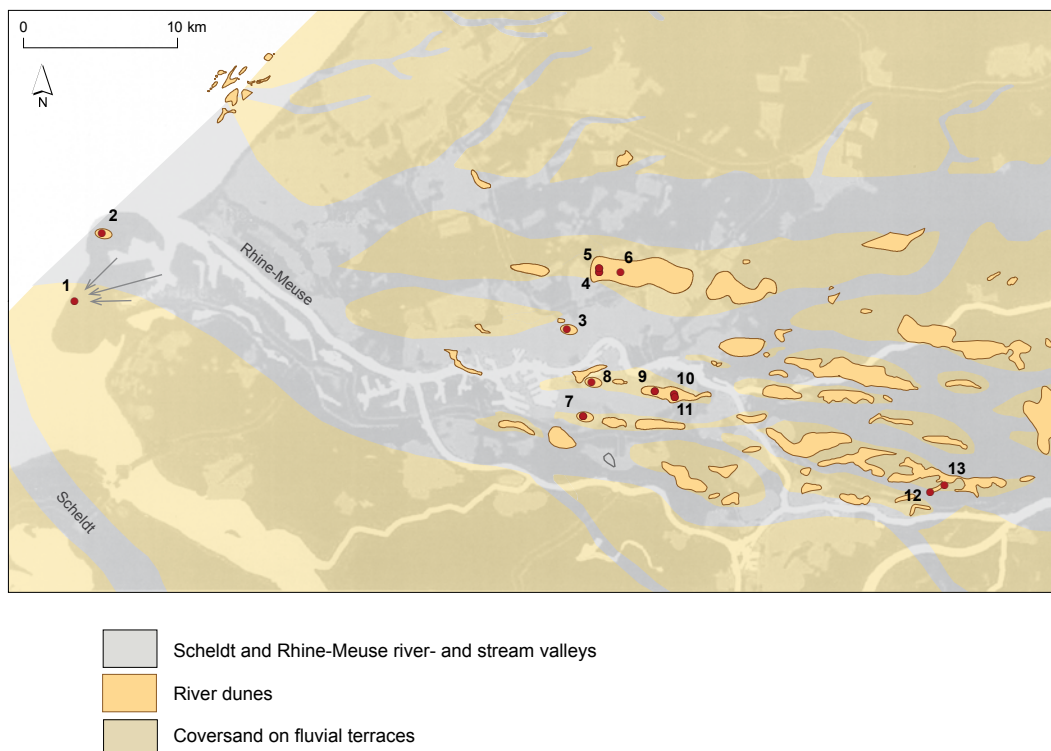 0 10 km
N
2
Rhine-Meuse
5 6
1
4
3
8 9 10
7 11
13
12
Scheldt
Scheldt and Rhine-Meuse river- and stream valleys
River dunes
Coversand on fluvial terraces